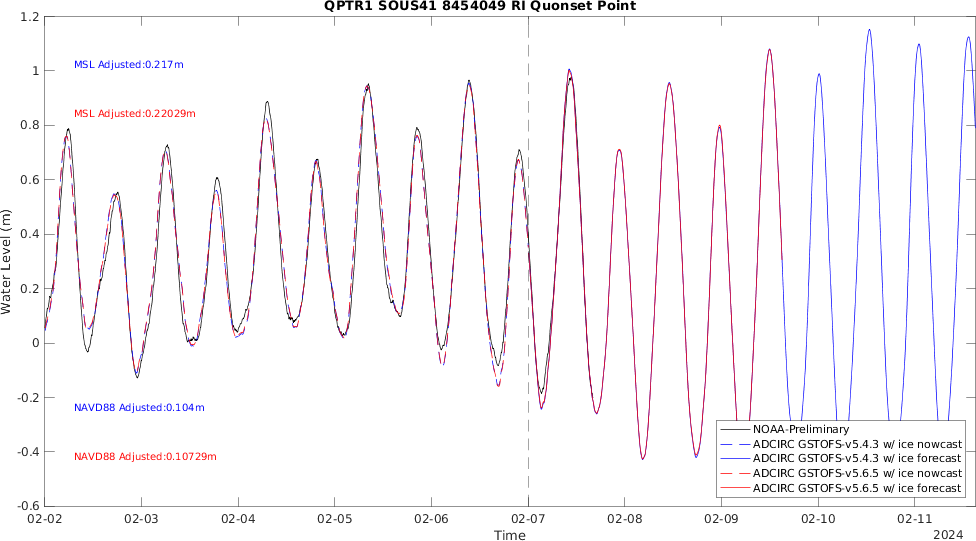 QPTR1 SOUS41 8454049 RI Quonset Point
1.2
1
0.8
0.6
0.4
0.2
0
-0.2
-0.4
-0.6
Water Level (m)
MSL Adjusted:0.217m
MSL Adjusted:0.22029m
NAVD88 Adjusted:0.104m
NAVD88 Adjusted:0.10729m
NOAA-Preliminary
ADCIRC GSTOFS-v5.4.3 w/ ice nowcast
ADCIRC GSTOFS-v5.4.3 w/ ice forecast
ADCIRC GSTOFS-v5.6.5 w/ ice nowcast
ADCIRC GSTOFS-v5.6.5 w/ ice forecast
02-02 02-03 02-04 02-05 02-06 02-07 02-08 02-09 02-10 02-11
Time
2024